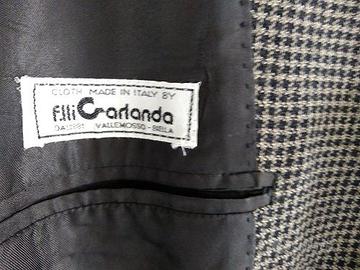 CLOTH MADE IN ITALY BY
F.lli Garlanda
VALLEMOSSO - BIELLA